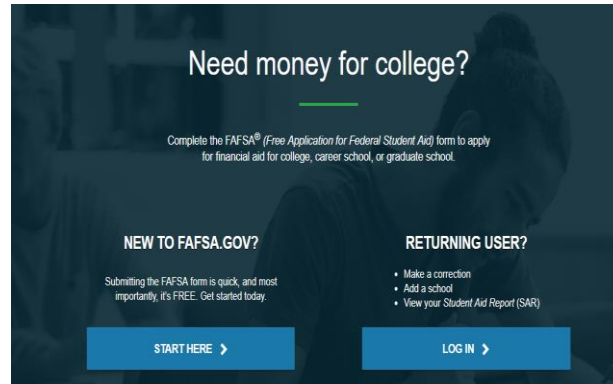 Need money for college?
Complete the FAFSA® (Free Application for Federal Student Aid) form to apply
for financial aid for college, career school, or graduate school.
NEW TO FAFSA.GOV?
Submitting the FAFSA form is quick, and most
importantly, it's FREE. Get started today.
START HERE ❯
RETURNING USER?
• Make a correction
• Add a school
• View your Student Aid Report (SAR)
LOG IN ❯